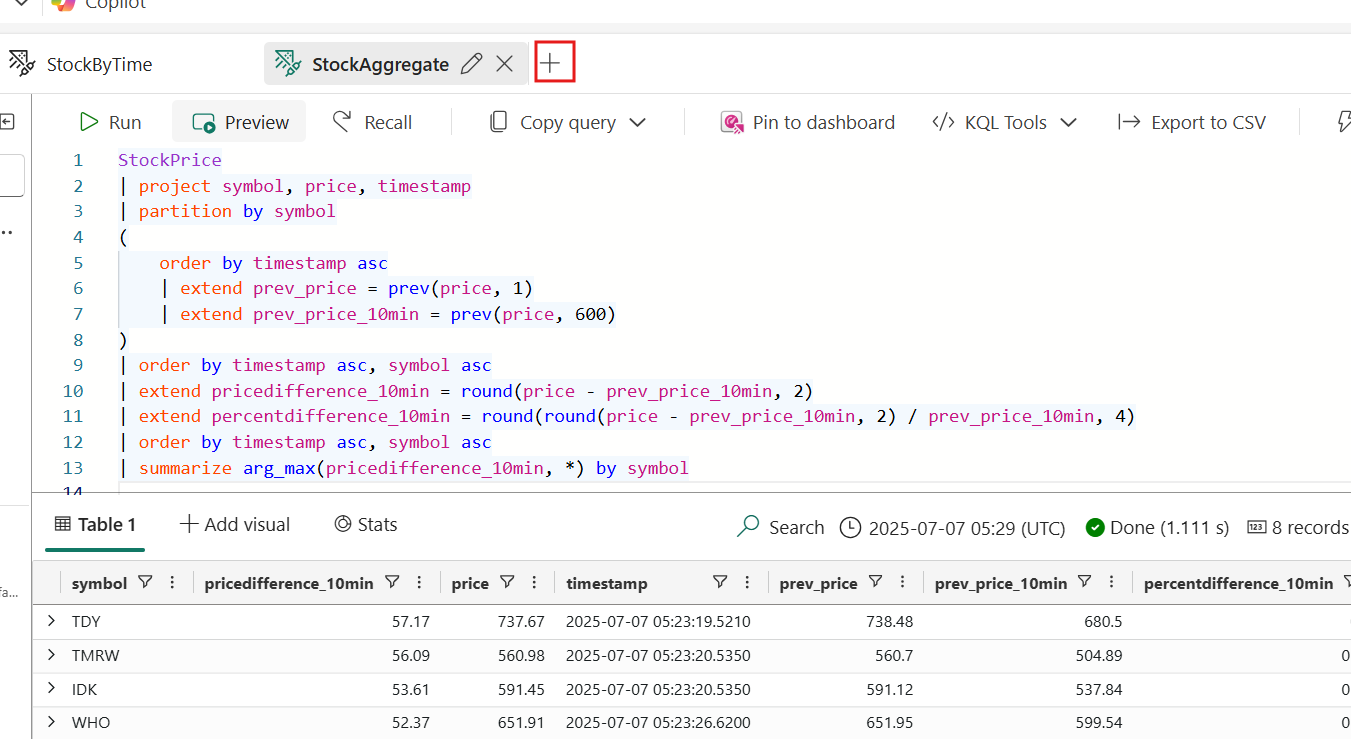 Copilot
StockByTime StockAggregate
Run Preview Recall Copy query Pin to dashboard KQL Tools Export to CSV
1 StockPrice
2 | project symbol, price, timestamp
3 | partition by symbol
4 (
5 order by timestamp asc
6 | extend prev_price = prev(price, 1)
7 | extend prev_price_10min = prev(price, 600)
8 )
9 | order by timestamp asc, symbol asc
10 | extend pricedifference_10min = round(price - prev_price_10min, 2)
11 | extend percentdifference_10min = round(round(price - prev_price_10min, 2) / prev_price_10min, 4)
12 | order by timestamp asc, symbol asc
13 | summarize arg_max(pricedifference_10min, *) by symbol
14
Table 1 Add visual Stats Search 2025-07-07 05:29 (UTC) Done (1.111 s) 123 8 records
fa...
symbol pricedifference_10min price timestamp prev_price prev_price_10min percentdifference_10min
TDY 57.17 737.67 2025-07-07 05:23:19.5210 738.48 680.5
TMRW 56.09 560.98 2025-07-07 05:23:20.5350 560.7 504.89 0
IDK 53.61 591.45 2025-07-07 05:23:20.5350 591.12 537.84 0
WHO 52.37 651.91 2025-07-07 05:23:26.6200 651.95 599.54 0